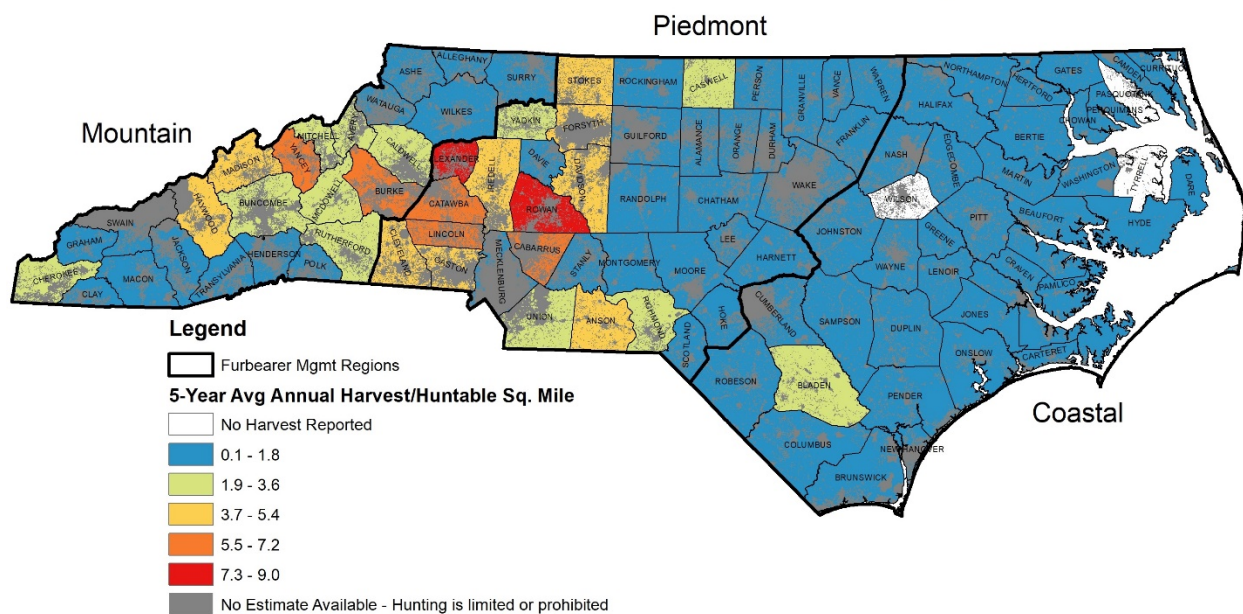 Piedmont
Mountain
Coastal
ASHE
ALLEGHANY
SURRY
STOKES
ROCKINGHAM
CASWELL
PERSON
GRANVILLE
VANCE
WARREN
NORTHAMPTON
HERTFORD
GATES
CAMDEN
CURRITUC
PASQUOTANK
PERQUIMANS
CHOWAN
HALIFAX
BERTIE
WATAUGA
WILKES
YADKIN
FORSYTH
GUILFORD
ALAMANCE
ORANGE
DURHAM
FRANKLIN
NASH
EDGECOMBE
MARTIN
WASHINGTON
TYRRELL
DARE
MITCHELL
AVERY
CALDWELL
LEXANDER
IREDELL
DAVIE
DAVIDSON
RANDOLPH
CHATHAM
WAKE
WILSON
PITT
BEAUFORT
HYDE
MADISON
YANCEY
BURKE
CATAWBA
ROWAN
HAYWOOD
BUNCOMBE
MCDOWELL
LINCOLN
CABARRUS
STANLY
MONTGOMERY
MOORE
LEE
HARNETT
JOHNSTON
GREENE
WAYNE
LENOIR
CRAVEN
PAMLICO
SWAIN
GRAHAM
JACKSON
HENDERSON
TRANSYLVANIA
POLK
RUTHERFORD
CLEVELAND
GASTON
MECKLENBURG
CHEROKEE
MACON
CLAY
UNION
ANSON
RICHMOND
SCOTLAND
HOKE
CUMBERLAND
SAMPSON
DUPLIN
JONES
ONSLOW
CARTERET
ROBESON
BLADEN
PENDER
COLUMBUS
NEW HANOVER
BRUNSWICK
Legend
Furbearer Mgmt Regions
5-Year Avg Annual Harvest/Huntable Sq. Mile
No Harvest Reported
0.1 - 1.8
1.9 - 3.6
3.7 - 5.4
5.5 - 7.2
7.3 - 9.0
No Estimate Available - Hunting is limited or prohibited